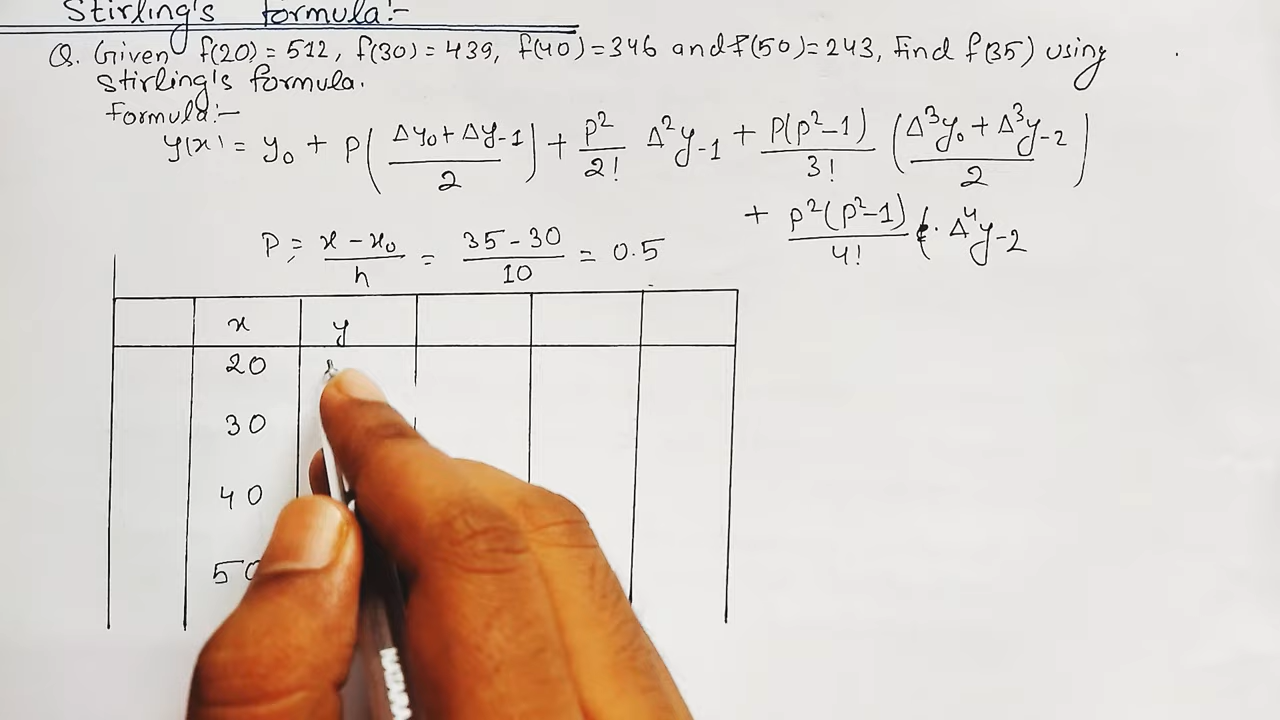 Stirling's formula:-
Q. Given f(20) = 512, f(30) = 439, f(40) = 346 and f(50) = 243, Find f(35) using
Stirling's formula.
Formula:-
y(x) = y₀ + P((Δy₀ + Δy-1)/2) + P²/2! Δ²y-1 + P(P²-1)/3! ((Δ³y₀ + Δ³y-2)/2)
+ P²(P²-1)/4! · Δ⁴y-2
P = (x - x₀)/h = (35 - 30)/10 = 0.5
x y
20
30
40
50
NATARA